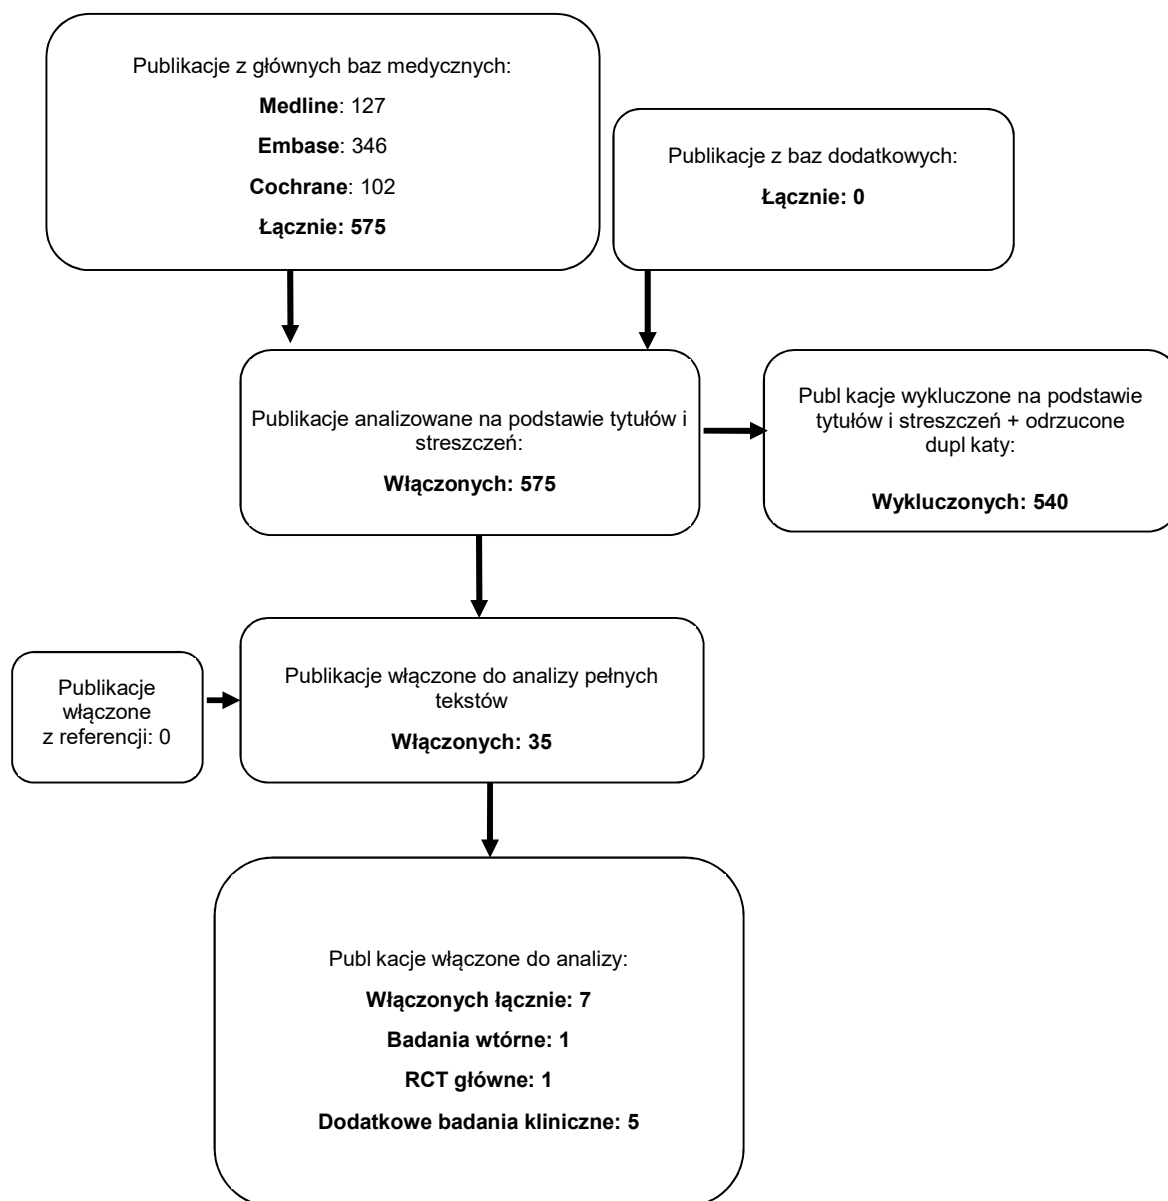 Publikacje z głównych baz medycznych:
Medline: 127
Embase: 346
Cochrane: 102
Łącznie: 575
Publikacje z baz dodatkowych:
Łącznie: 0
Publikacje analizowane na podstawie tytułów i
streszczeń:
Włączonych: 575
Publ kacje wykluczone na podstawie
tytułów i streszczeń + odrzucone
dupl katy:
Wykluczonych: 540
Publikacje
włączone
z referencji: 0
Publikacje włączone do analizy pełnych
tekstów
Włączonych: 35
Publ kacje włączone do analizy:
Włączonych łącznie: 7
Badania wtórne: 1
RCT główne: 1
Dodatkowe badania kliniczne: 5